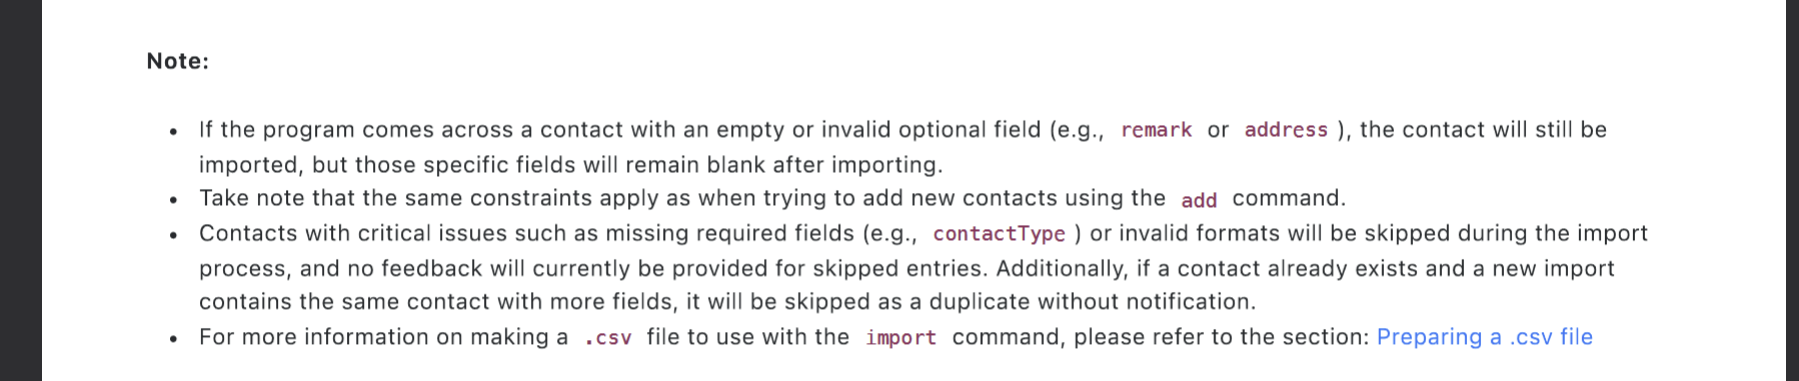 Note:
• If the program comes across a contact with an empty or invalid optional field (e.g., remark or address ), the contact will still be
imported, but those specific fields will remain blank after importing.
• Take note that the same constraints apply as when trying to add new contacts using the add command.
• Contacts with critical issues such as missing required fields (e.g., contactType ) or invalid formats will be skipped during the import
process, and no feedback will currently be provided for skipped entries. Additionally, if a contact already exists and a new import
contains the same contact with more fields, it will be skipped as a duplicate without notification.
• For more information on making a .csv file to use with the import command, please refer to the section: Preparing a .csv file